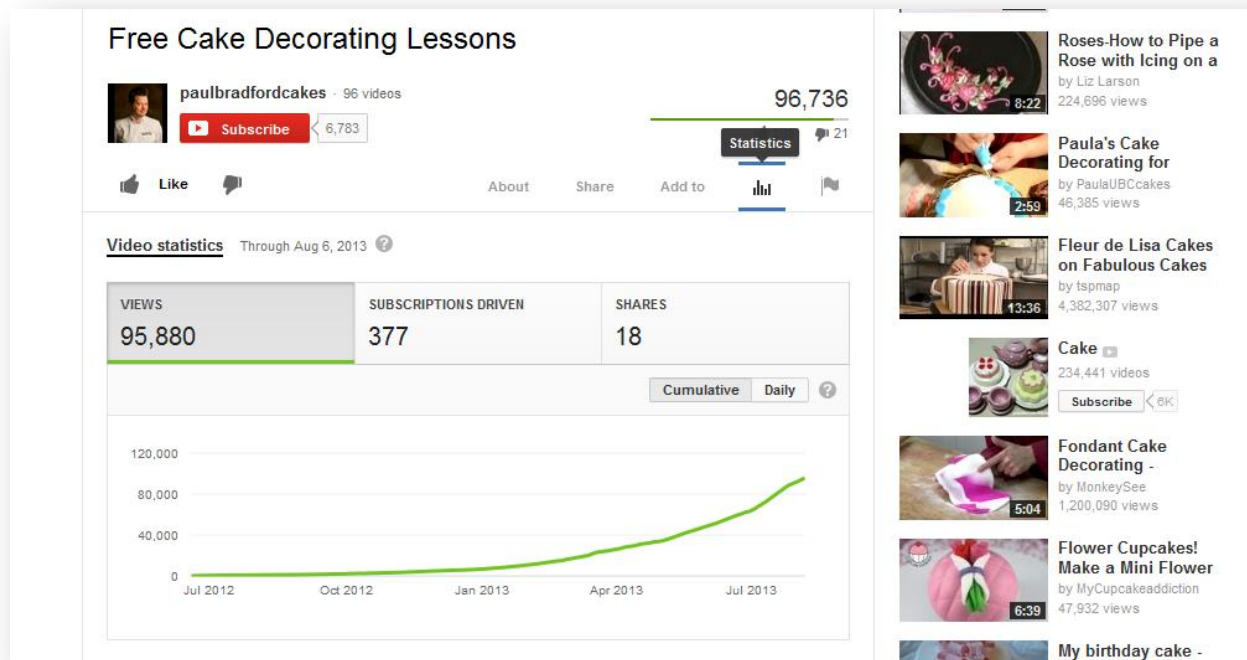 Free Cake Decorating Lessons
paulbradfordcakes · 96 videos
Subscribe 6,783
96,736
21
Statistics
Like
About Share Add to
Video statistics Through Aug 6, 2013 ?
VIEWS
95,880
SUBSCRIPTIONS DRIVEN
377
SHARES
18
Cumulative Daily ?
120,000
80,000
40,000
0
Jul 2012 Oct 2012 Jan 2013 Apr 2013 Jul 2013
8:22
Roses-How to Pipe a
Rose with Icing on a
by Liz Larson
224,696 views
2:59
Paula's Cake
Decorating for
by PaulaUBCcakes
46,385 views
13:36
Fleur de Lisa Cakes
on Fabulous Cakes
by tspmap
4,382,307 views
Cake
234,441 videos
Subscribe 6K
5:04
Fondant Cake
Decorating -
by MonkeySee
1,200,090 views
6:39
Flower Cupcakes!
Make a Mini Flower
by MyCupcakeaddiction
47,932 views
My birthday cake -